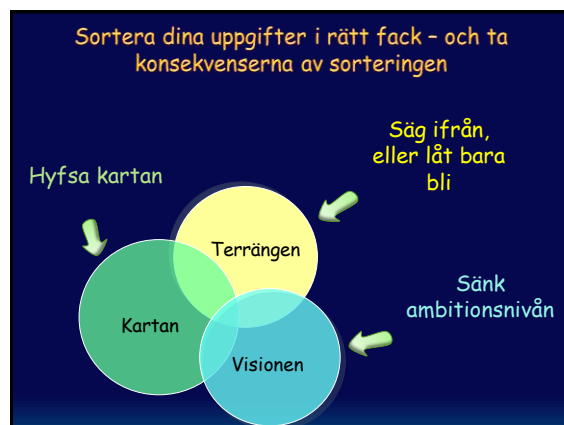 Sortera dina uppgifter i rätt fack – och ta
konsekvenserna av sorteringen
Säg ifrån,
eller låt bara
bli
Hyfsa kartan
Terrängen
Sänk
ambitionsnivån
Kartan
Visionen